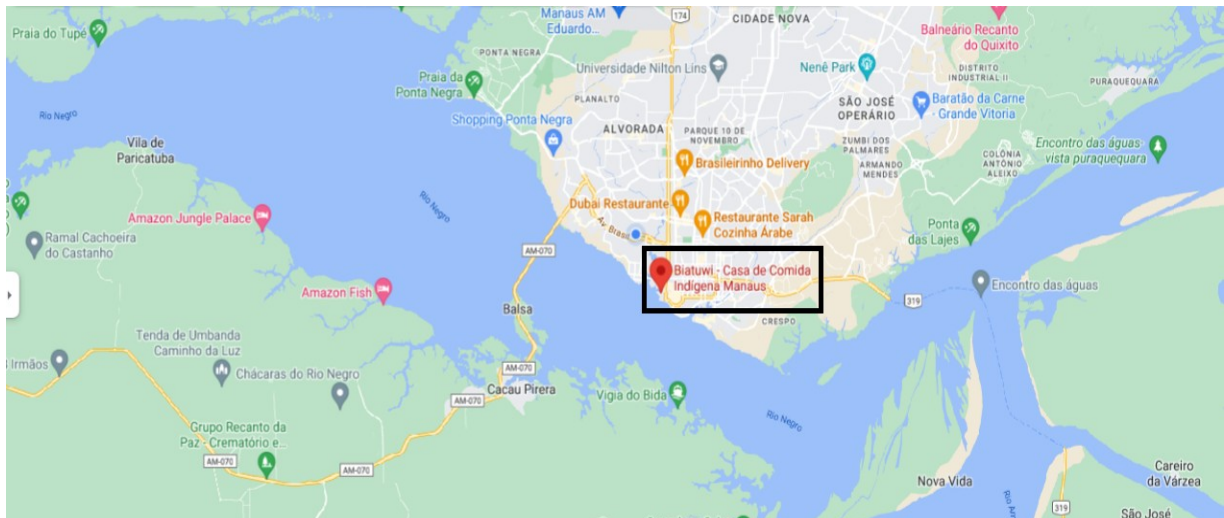 Praia do Tupé
Manaus AM
Eduardo...
174
CIDADE NOVA
Balneário Recanto
do Quixito
PONTA NEGRA
Universidade Nilton Lins
Nenê Park
DISTRITO
INDUSTRIAL II
PURAQUEQUARA
Praia da
Ponta Negra
PLANALTO
SÃO JOSÉ
OPERÁRIO
Baratão da Carne
- Grande Vitoria
Rio Negro
Shopping Ponta Negra
ALVORADA
PARQUE 10 DE
NOVEMBRO
ZUMBI DOS
PALMARES
Encontro das águas-
vista puraquequara
Vila de
Paricatuba
Brasileirinho Delivery
ARMANDO
MENDES
COLÔNIA
ANTÔNIO
ALEIXO
Rio Negro
Amazon Jungle Palace
Dubai Restaurante
Restaurante Sarah
Cozinha Árabe
Ponta
das Lajes
Av. Brasil
Ramal Cachoeira
do Castanho
AM-070
Biatuwi - Casa de Comida
Indígena Manaus
Encontro das águas
Amazon Fish
319
Balsa
CRESPO
Tenda de Umbanda
Caminho da Luz
Irmãos
Chácaras do Rio Negro
AM-070
AM-070
Cacau Pirera
Vigia do Bida
Rio Negro
Grupo Recanto da
Paz - Crematório e...
AM-070
AM-070
Nova Vida
Careiro
da Várzea
319
São José